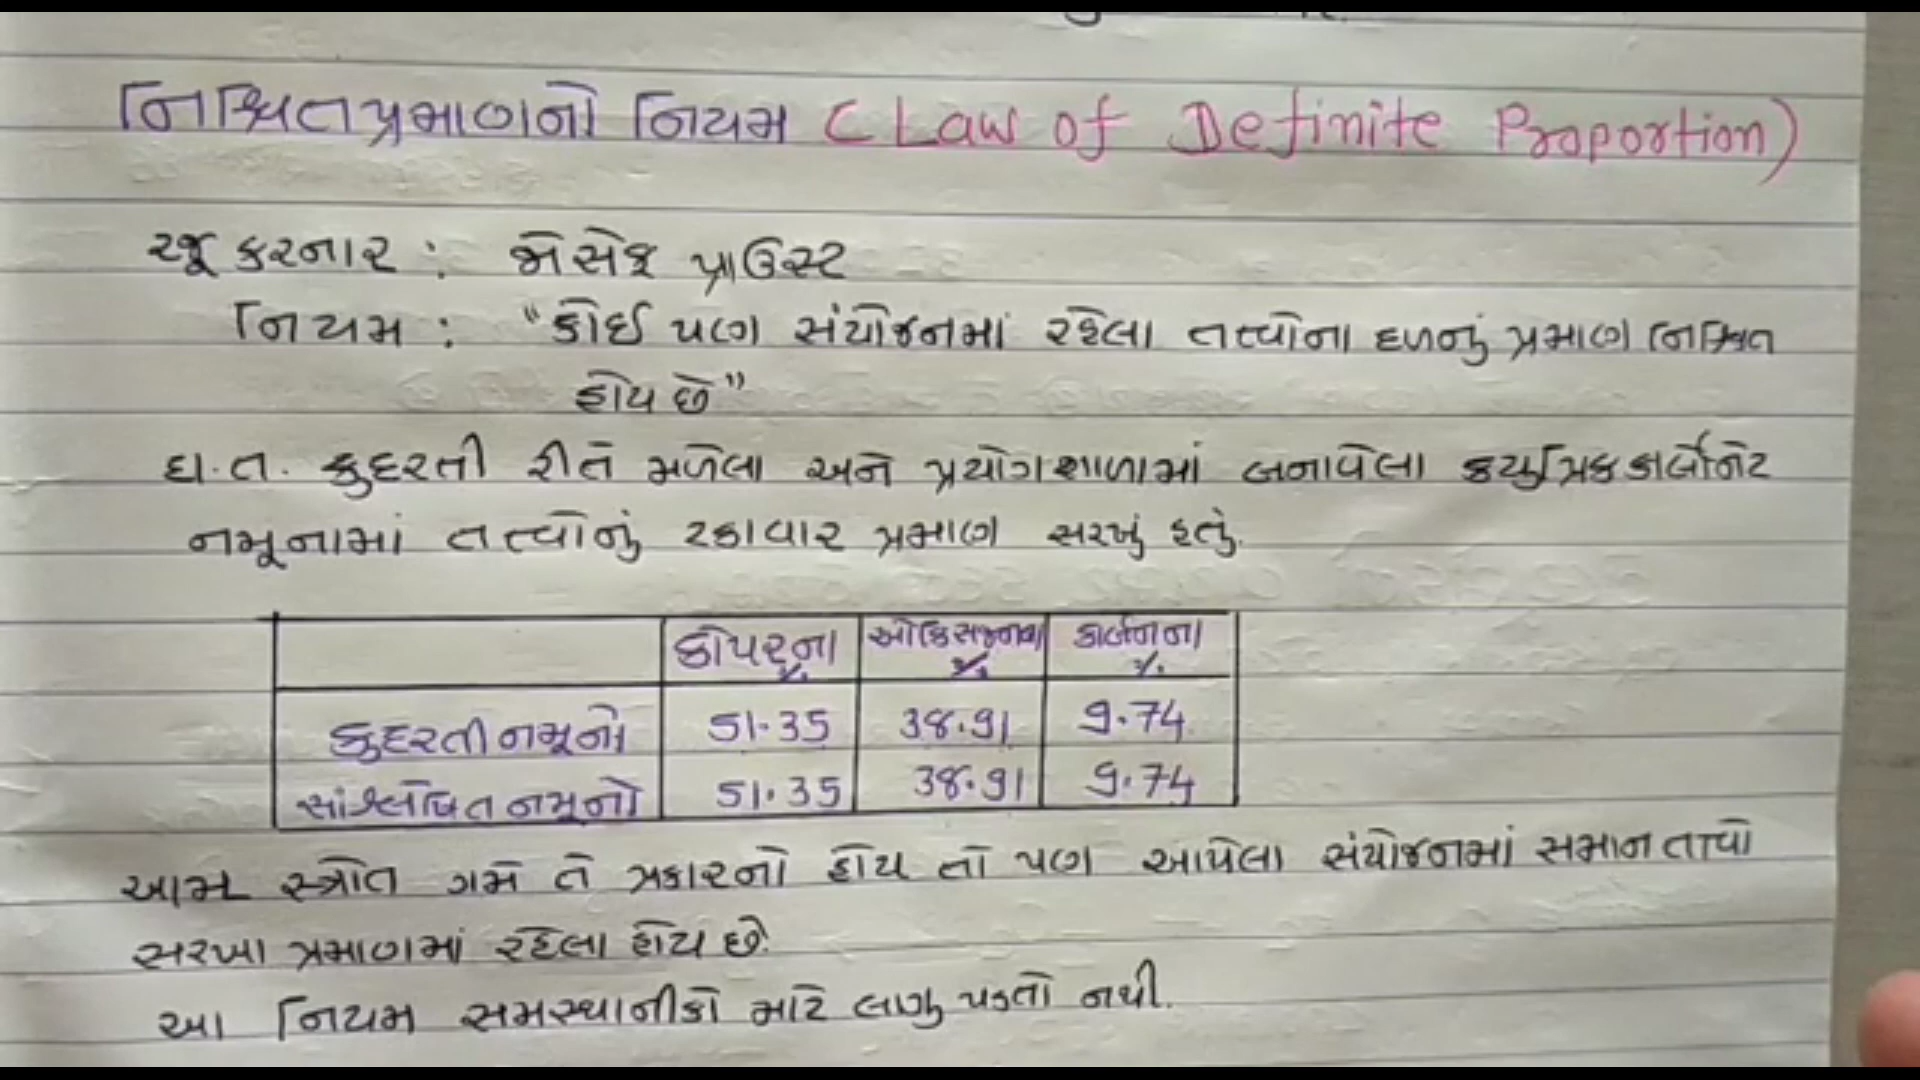 નિશ્ચિતપ્રમાણનો નિયમ (Law of Definite Proportion)
રજૂ કરનાર : જોસેફ પ્રાઉસ્ટ
નિયમ : "કોઈ પણ સંયોજનમાં રહેલા તત્વોના દળનું પ્રમાણ નિશ્ચિત
હોય છે"
દા.ત. કુદરતી રીતે મળેલા અને પ્રયોગશાળામાં બનાવેલા ક્યુપ્રિક કાર્બોનેટ
નમૂનામાં તત્વોનું ટકાવાર પ્રમાણ સરખું હતું.
કોપરના % ઓક્સિજનના % કાર્બનના %
કુદરતી નમૂનો 51.35 38.91 9.74
સાંશ્લેષિત નમૂનો 51.35 38.91 9.74
આમ સ્ત્રોત ગમે તે પ્રકારનો હોય તો પણ આપેલા સંયોજનમાં સમાન તત્વો
સરખા પ્રમાણમાં રહેલા હોય છે.
આ નિયમ સમસ્થાનીકો માટે લાગુ પડતો નથી.